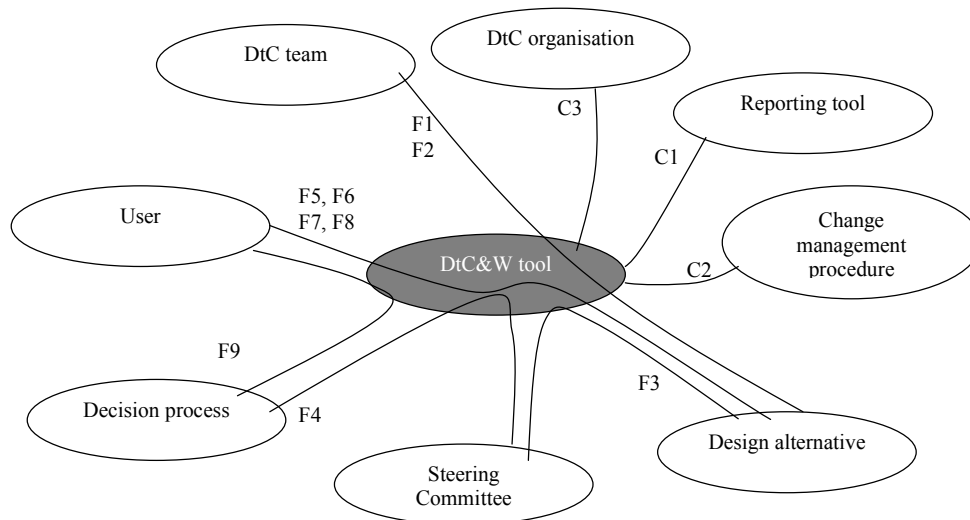 DtC organisation
DtC team
C3
Reporting tool
F1
F2
C1
F5, F6
F7, F8
User
Change
management
procedure
DtC&W tool
C2
F9
F3
Decision process
F4
Design alternative
Steering
Committee